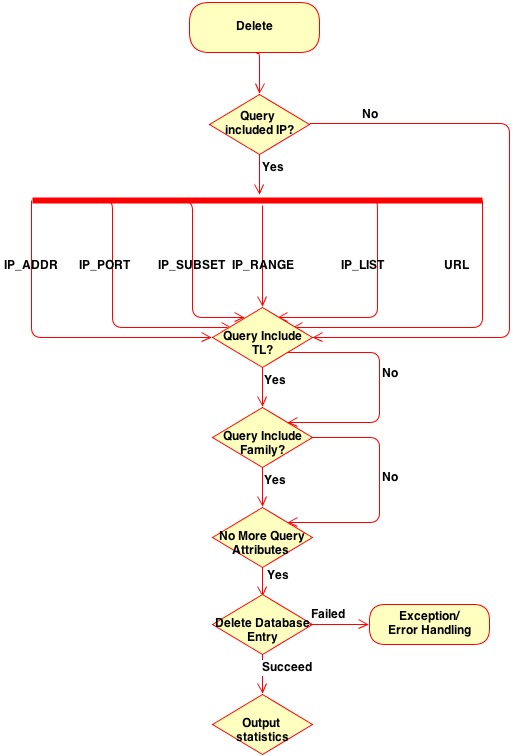 Delete
Query
included IP?
No
Yes
IP_ADDR IP_PORT IP_SUBSET IP_RANGE IP_LIST URL
Query Include
TL?
No
Yes
Query Include
Family?
No
Yes
No More Query
Attributes
Yes
Delete Database
Entry
Failed
Exception/
Error Handling
Succeed
Output
statistics